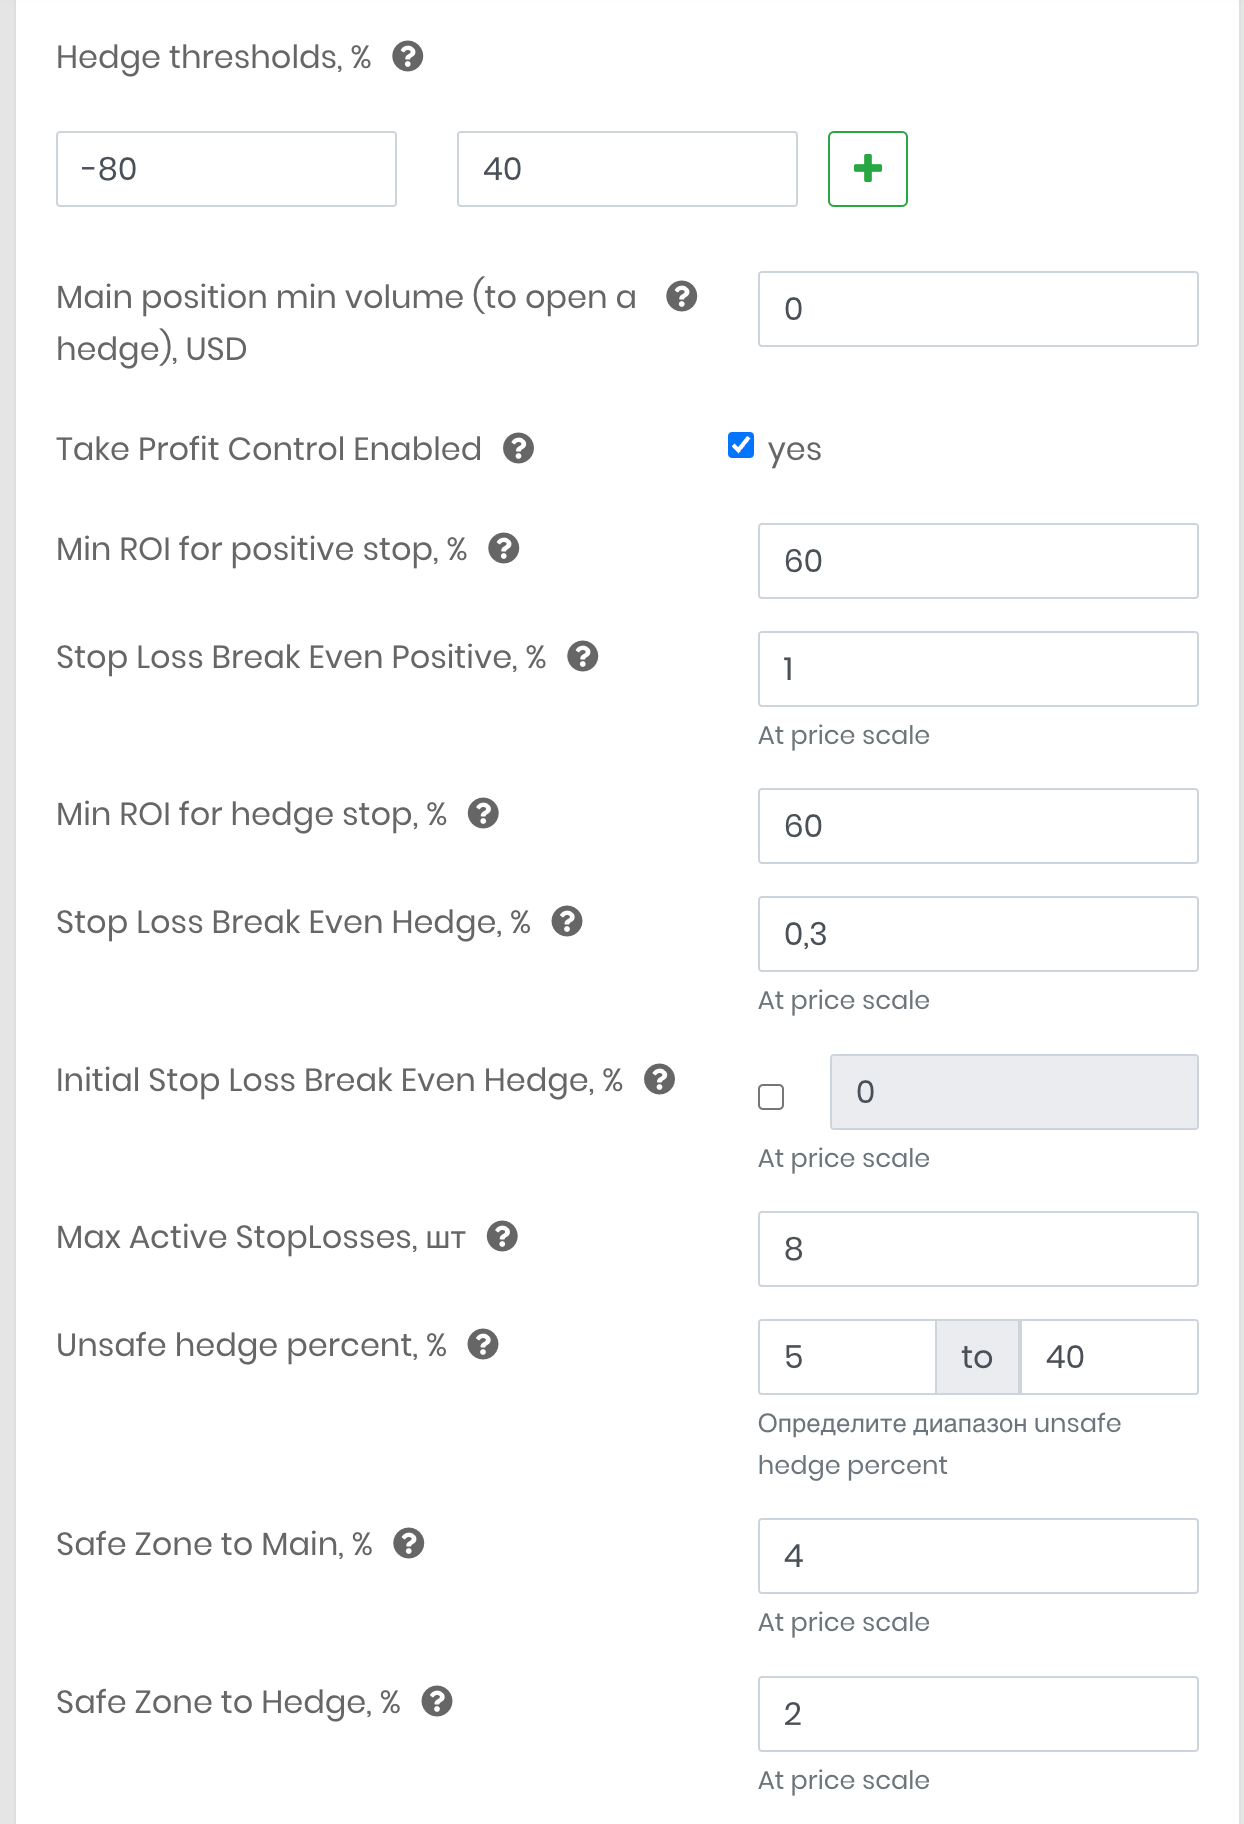 Hedge thresholds, %
-80
40
Main position min volume (to open a
hedge), USD
0
Take Profit Control Enabled
yes
Min ROI for positive stop, %
60
Stop Loss Break Even Positive, %
1
At price scale
Min ROI for hedge stop, %
60
Stop Loss Break Even Hedge, %
0,3
At price scale
Initial Stop Loss Break Even Hedge, %
0
At price scale
Max Active StopLosses, шт
8
Unsafe hedge percent, %
5 to 40
Определите диапазон unsafe
hedge percent
Safe Zone to Main, %
4
At price scale
Safe Zone to Hedge, %
2
At price scale